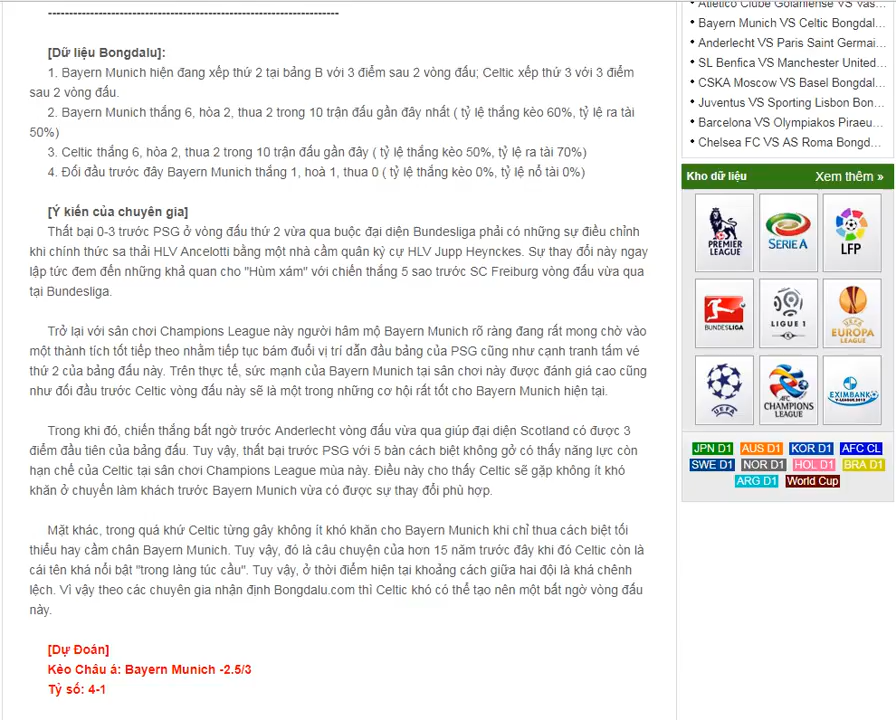 --------------------------------------------------------------------
[Dữ liệu Bongdalu]:
1. Bayern Munich hiện đang xếp thứ 2 tại bảng B với 3 điểm sau 2 vòng đấu; Celtic xếp thứ 3 với 3 điểm
sau 2 vòng đấu.
2. Bayern Munich thắng 6, hòa 2, thua 2 trong 10 trận đấu gần đây nhất ( tỷ lệ thắng kèo 60%, tỷ lệ ra tài
50%)
3. Celtic thắng 6, hòa 2, thua 2 trong 10 trận đấu gần đây ( tỷ lệ thắng kèo 50%, tỷ lệ ra tài 70%)
4. Đối đầu trước đây Bayern Munich thắng 1, hoà 1, thua 0 ( tỷ lệ thắng kèo 0%, tỷ lệ nổ tài 0%)
[Ý kiến của chuyên gia]
Thất bại 0-3 trước PSG ở vòng đấu thứ 2 vừa qua buộc đại diện Bundesliga phải có những sự điều chỉnh
khi chính thức sa thải HLV Ancelotti bằng một nhà cầm quân kỳ cự HLV Jupp Heynckes. Sự thay đổi này ngay
lập tức đem đến những khả quan cho "Hùm xám" với chiến thắng 5 sao trước SC Freiburg vòng đấu vừa qua
tại Bundesliga.
Trở lại với sân chơi Champions League này người hâm mộ Bayern Munich rõ ràng đang rất mong chờ vào
một thành tích tốt tiếp theo nhằm tiếp tục bám đuổi vị trí dẫn đầu bảng của PSG cũng như cạnh tranh tấm vé
thứ 2 của bảng đấu này. Trên thực tế, sức mạnh của Bayern Munich tại sân chơi này được đánh giá cao cũng
như đối đầu trước Celtic vòng đấu này sẽ là một trong những cơ hội rất tốt cho Bayern Munich hiện tại.
Trong khi đó, chiến thắng bất ngờ trước Anderlecht vòng đấu vừa qua giúp đại diện Scotland có được 3
điểm đầu tiên của bảng đấu. Tuy vậy, thất bại trước PSG với 5 bàn cách biệt không gở có thấy năng lực còn
hạn chế của Celtic tại sân chơi Champions League mùa này. Điều này cho thấy Celtic sẽ gặp không ít khó
khăn ở chuyến làm khách trước Bayern Munich vừa có được sự thay đổi phù hợp.
Mặt khác, trong quá khứ Celtic từng gây không ít khó khăn cho Bayern Munich khi chỉ thua cách biệt tối
thiểu hay cầm chân Bayern Munich. Tuy vậy, đó là câu chuyện của hơn 15 năm trước đây khi đó Celtic còn là
cái tên khá nổi bật "trong làng túc cầu". Tuy vậy, ở thời điểm hiện tại khoảng cách giữa hai đội là khá chênh
lệch. Vì vậy theo các chuyên gia nhận định Bongdalu.com thì Celtic khó có thể tạo nên một bất ngờ vòng đấu
này.
[Dự Đoán]
Kèo Châu á: Bayern Munich -2.5/3
Tỷ số: 4-1
Atletico Clube Goianiense VS Vas...
Bayern Munich VS Celtic Bongdal...
Anderlecht VS Paris Saint Germai...
SL Benfica VS Manchester United...
CSKA Moscow VS Basel Bongdal...
Juventus VS Sporting Lisbon Bon...
Barcelona VS Olympiakos Piraeu...
Chelsea FC VS AS Roma Bongd...
Kho dữ liệu Xem thêm »
PREMIER LEAGUE
SERIE A
LFP
BUNDESLIGA
LIGUE 1
UEFA EUROPA LEAGUE
UEFA
AFC CHAMPIONS LEAGUE
EXIMBANK V-LEAGUE 2012
JPN D1 AUS D1 KOR D1 AFC CL
SWE D1 NOR D1 HOL D1 BRA D1
ARG D1 World Cup